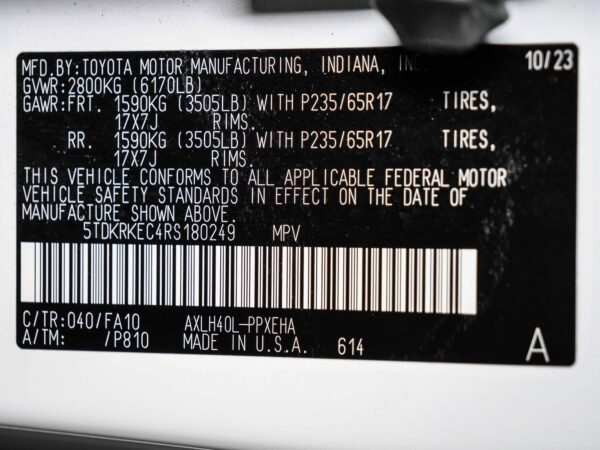 MFD.BY:TOYOTA MOTOR MANUFACTURING, INDIANA, INC. 10/23
GVWR:2800KG (6170LB)
GAWR:FRT. 1590KG (3505LB) WITH P235/65R17 TIRES,
17X7J RIMS.
RR. 1590KG (3505LB) WITH P235/65R17 TIRES,
17X7J RIMS.
THIS VEHICLE CONFORMS TO ALL APPLICABLE FEDERAL MOTOR
VEHICLE SAFETY STANDARDS IN EFFECT ON THE DATE OF
MANUFACTURE SHOWN ABOVE.
5TDKRKEC4RS180249 MPV
C/TR:040/FA10 AXLH40L-PPXEHA
A/TM: /P810 MADE IN U.S.A. 614 A